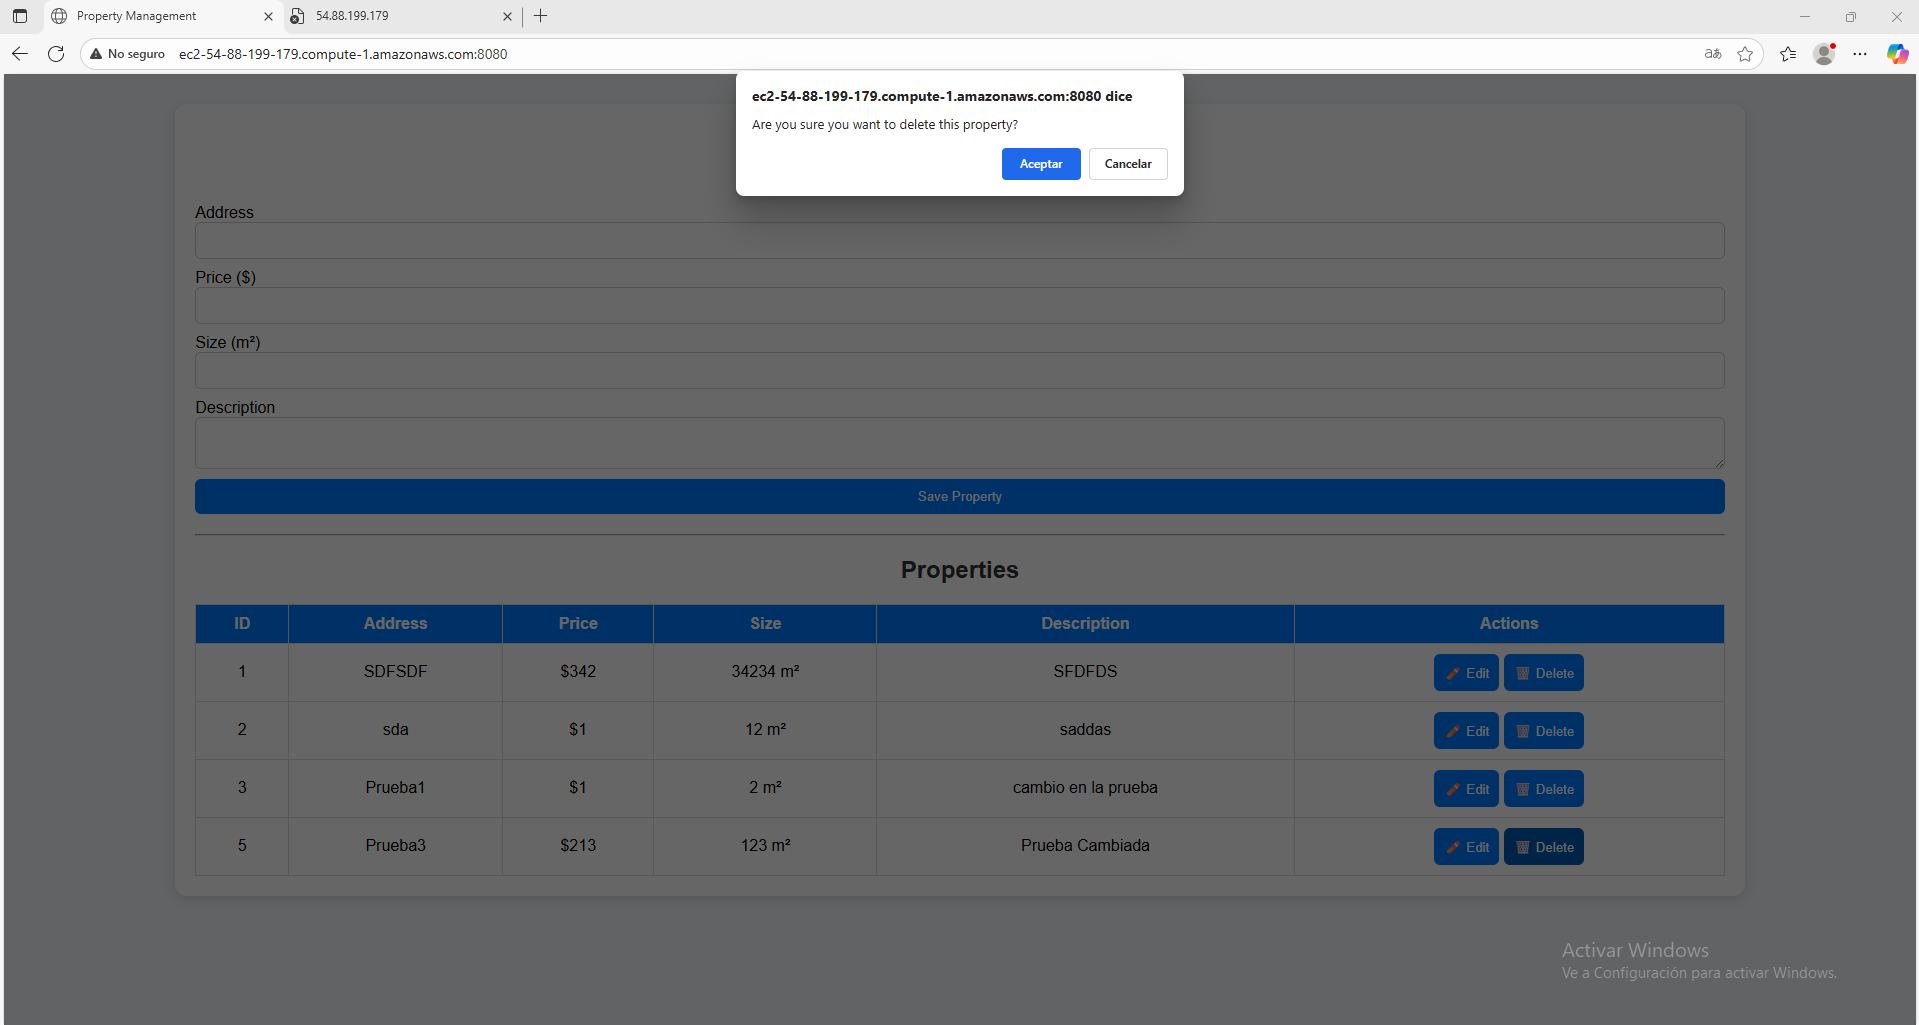 Property Management
54.88.199.179
No seguro
ec2-54-88-199-179.compute-1.amazonaws.com:8080
aあ
ec2-54-88-199-179.compute-1.amazonaws.com:8080 dice
Are you sure you want to delete this property?
Aceptar Cancelar
Address
Price ($)
Size (m²)
Description
Save Property
Properties
ID Address Price Size Description Actions
1 SDFSDF $342 34234 m² SFDFDS Edit Delete
2 sda $1 12 m² saddas Edit Delete
3 Prueba1 $1 2 m² cambio en la prueba Edit Delete
5 Prueba3 $213 123 m² Prueba Cambiada Edit Delete
Activar Windows
Ve a Configuración para activar Windows.